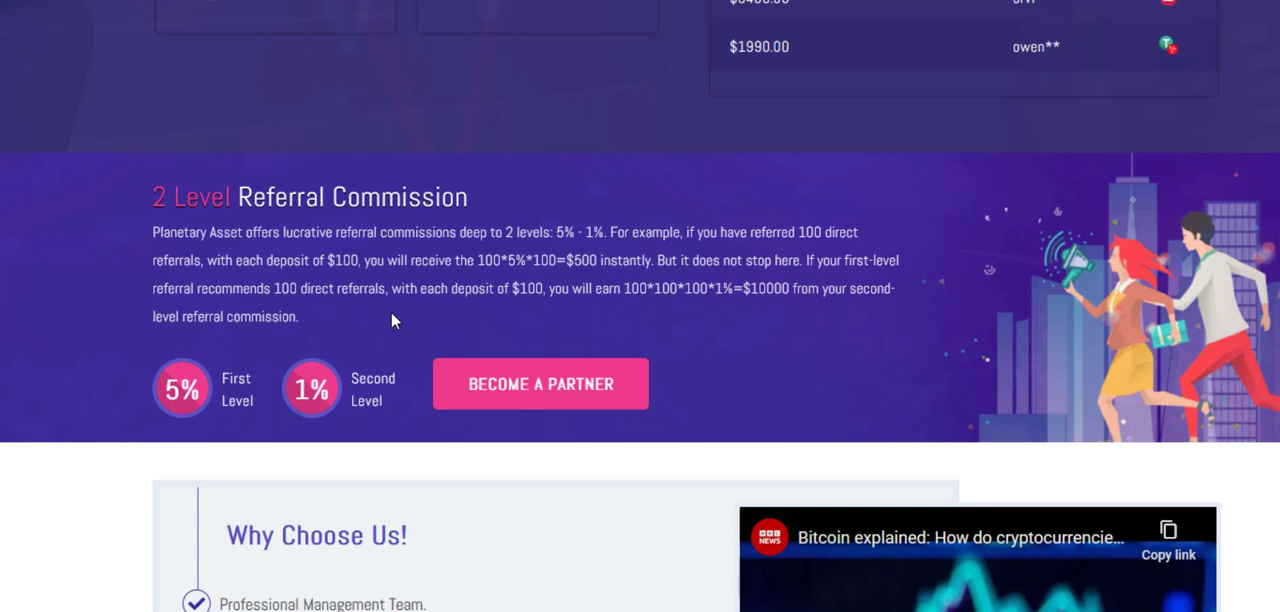 $1990.00 owen**
2 Level Referral Commission
Planetary Asset offers lucrative referral commissions deep to 2 levels: 5% - 1%. For example, if you have referred 100 direct
referrals, with each deposit of $100, you will receive the 100*5%*100=$500 instantly. But it does not stop here. If your first-level
referral recommends 100 direct referrals, with each deposit of $100, you will earn 100*100*100*1%=$10000 from your second-
level referral commission.
5% First
Level
1% Second
Level
BECOME A PARTNER
Why Choose Us!
Professional Management Team.
BBC
NEWS
Bitcoin explained: How do cryptocurrencie...
Copy link